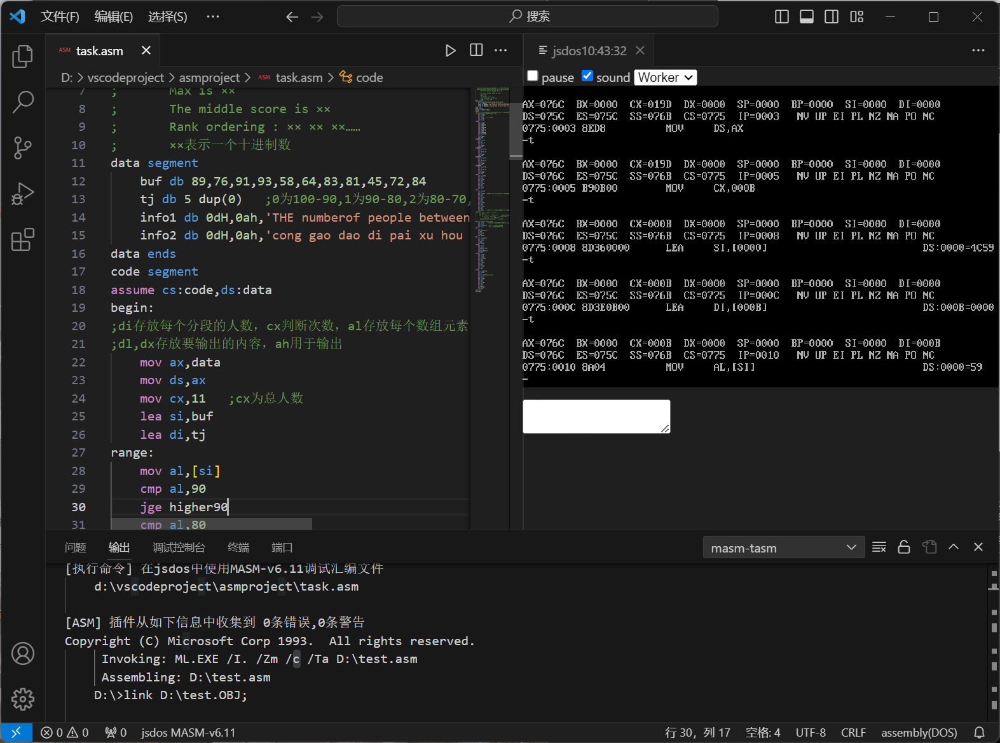 文件(F) 编辑(E) 选择(S) ··· 搜索
ASM task.asm
D: > vscodeproject > asmproject > ASM task.asm > code
7 ; Max is ××
8 ; The middle score is ××
9 ; Rank ordering : ×× ×× ××……
10 ; ××表示一个十进制数
11 data segment
12 buf db 89,76,91,93,58,64,83,81,45,72,84
13 tj db 5 dup(0) ;0为100-90,1为90-80,2为80-70,
14 info1 db 0dH,0ah,'THE numberof people between
15 info2 db 0dH,0ah,'cong gao dao di pai xu hou
16 data ends
17 code segment
18 assume cs:code,ds:data
19 begin:
20 ;di存放每个分段的人数，cx判断次数，al存放每个数组元素
21 ;dl,dx存放要输出的内容，ah用于输出
22 mov ax,data
23 mov ds,ax
24 mov cx,11 ;cx为总人数
25 lea si,buf
26 lea di,tj
27 range:
28 mov al,[si]
29 cmp al,90
30 jge higher90
31 cmp al,80
jsdos10:43:32
pause sound Worker
AX=076C BX=0000 CX=019D DX=0000 SP=0000 BP=0000 SI=0000 DI=0000
DS=075C ES=075C SS=076B CS=0775 IP=0003 NV UP EI PL NZ NA PO NC
0775:0003 8ED8 MOV DS,AX
-t
AX=076C BX=0000 CX=019D DX=0000 SP=0000 BP=0000 SI=0000 DI=0000
DS=076C ES=075C SS=076B CS=0775 IP=0005 NV UP EI PL NZ NA PO NC
0775:0005 B90B00 MOV CX,000B
-t
AX=076C BX=0000 CX=000B DX=0000 SP=0000 BP=0000 SI=0000 DI=0000
DS=076C ES=075C SS=076B CS=0775 IP=0008 NV UP EI PL NZ NA PO NC
0775:0008 8D360000 LEA SI,[0000] DS:0000=4C59
-t
AX=076C BX=0000 CX=000B DX=0000 SP=0000 BP=0000 SI=0000 DI=0000
DS=076C ES=075C SS=076B CS=0775 IP=000C NV UP EI PL NZ NA PO NC
0775:000C 8D3E0B00 LEA DI,[000B] DS:000B=0000
-t
AX=076C BX=0000 CX=000B DX=0000 SP=0000 BP=0000 SI=0000 DI=000B
DS=076C ES=075C SS=076B CS=0775 IP=0010 NV UP EI PL NZ NA PO NC
0775:0010 8A04 MOV AL,[SI] DS:0000=59
-
问题 输出 调试控制台 终端 端口 masm-tasm
[执行命令] 在jsdos中使用MASM-v6.11调试汇编文件
d:\vscodeproject\asmproject\task.asm
[ASM] 插件从如下信息中收集到 0条错误,0条警告
Copyright (C) Microsoft Corp 1993. All rights reserved.
Invoking: ML.EXE /I. /Zm /c /Ta D:\test.asm
Assembling: D:\test.asm
D:\>link D:\test.OBJ;
0 0 0 jsdos MASM-v6.11 行 30，列 17 空格: 4 UTF-8 CRLF assembly(DOS)